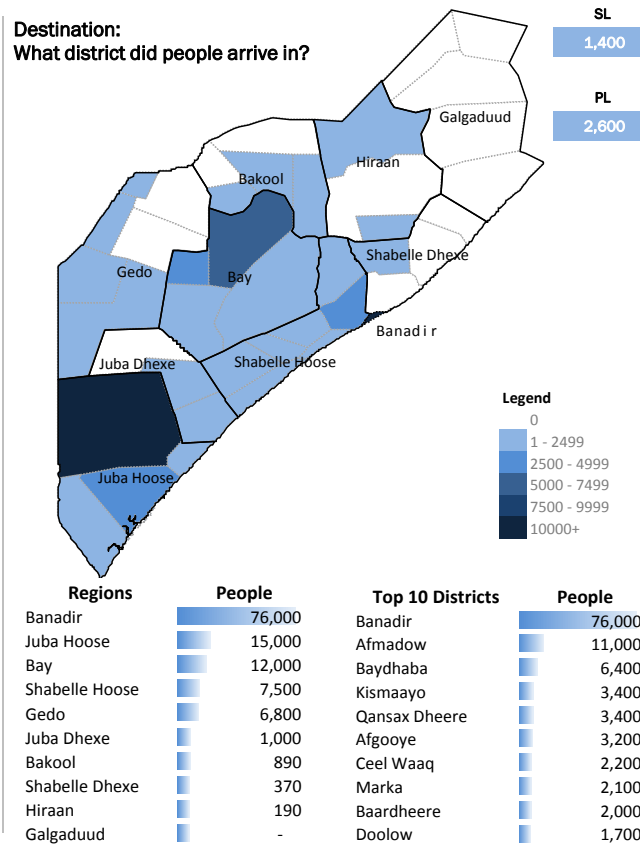 Destination:
What district did people arrive in?
SL
1,400
PL
2,600
Galgaduud
Hiraan
Bakool
Shabelle Dhexe
Gedo
Bay
Banadir
Juba Dhexe
Shabelle Hoose
Juba Hoose
Legend
0
1 - 2499
2500 - 4999
5000 - 7499
7500 - 9999
10000+
Regions People
Banadir 76,000
Juba Hoose 15,000
Bay 12,000
Shabelle Hoose 7,500
Gedo 6,800
Juba Dhexe 1,000
Bakool 890
Shabelle Dhexe 370
Hiraan 190
Galgaduud -
Top 10 Districts People
Banadir 76,000
Afmadow 11,000
Baydhaba 6,400
Kismaayo 3,400
Qansax Dheere 3,400
Afgooye 3,200
Ceel Waaq 2,200
Marka 2,100
Baardheere 2,000
Doolow 1,700